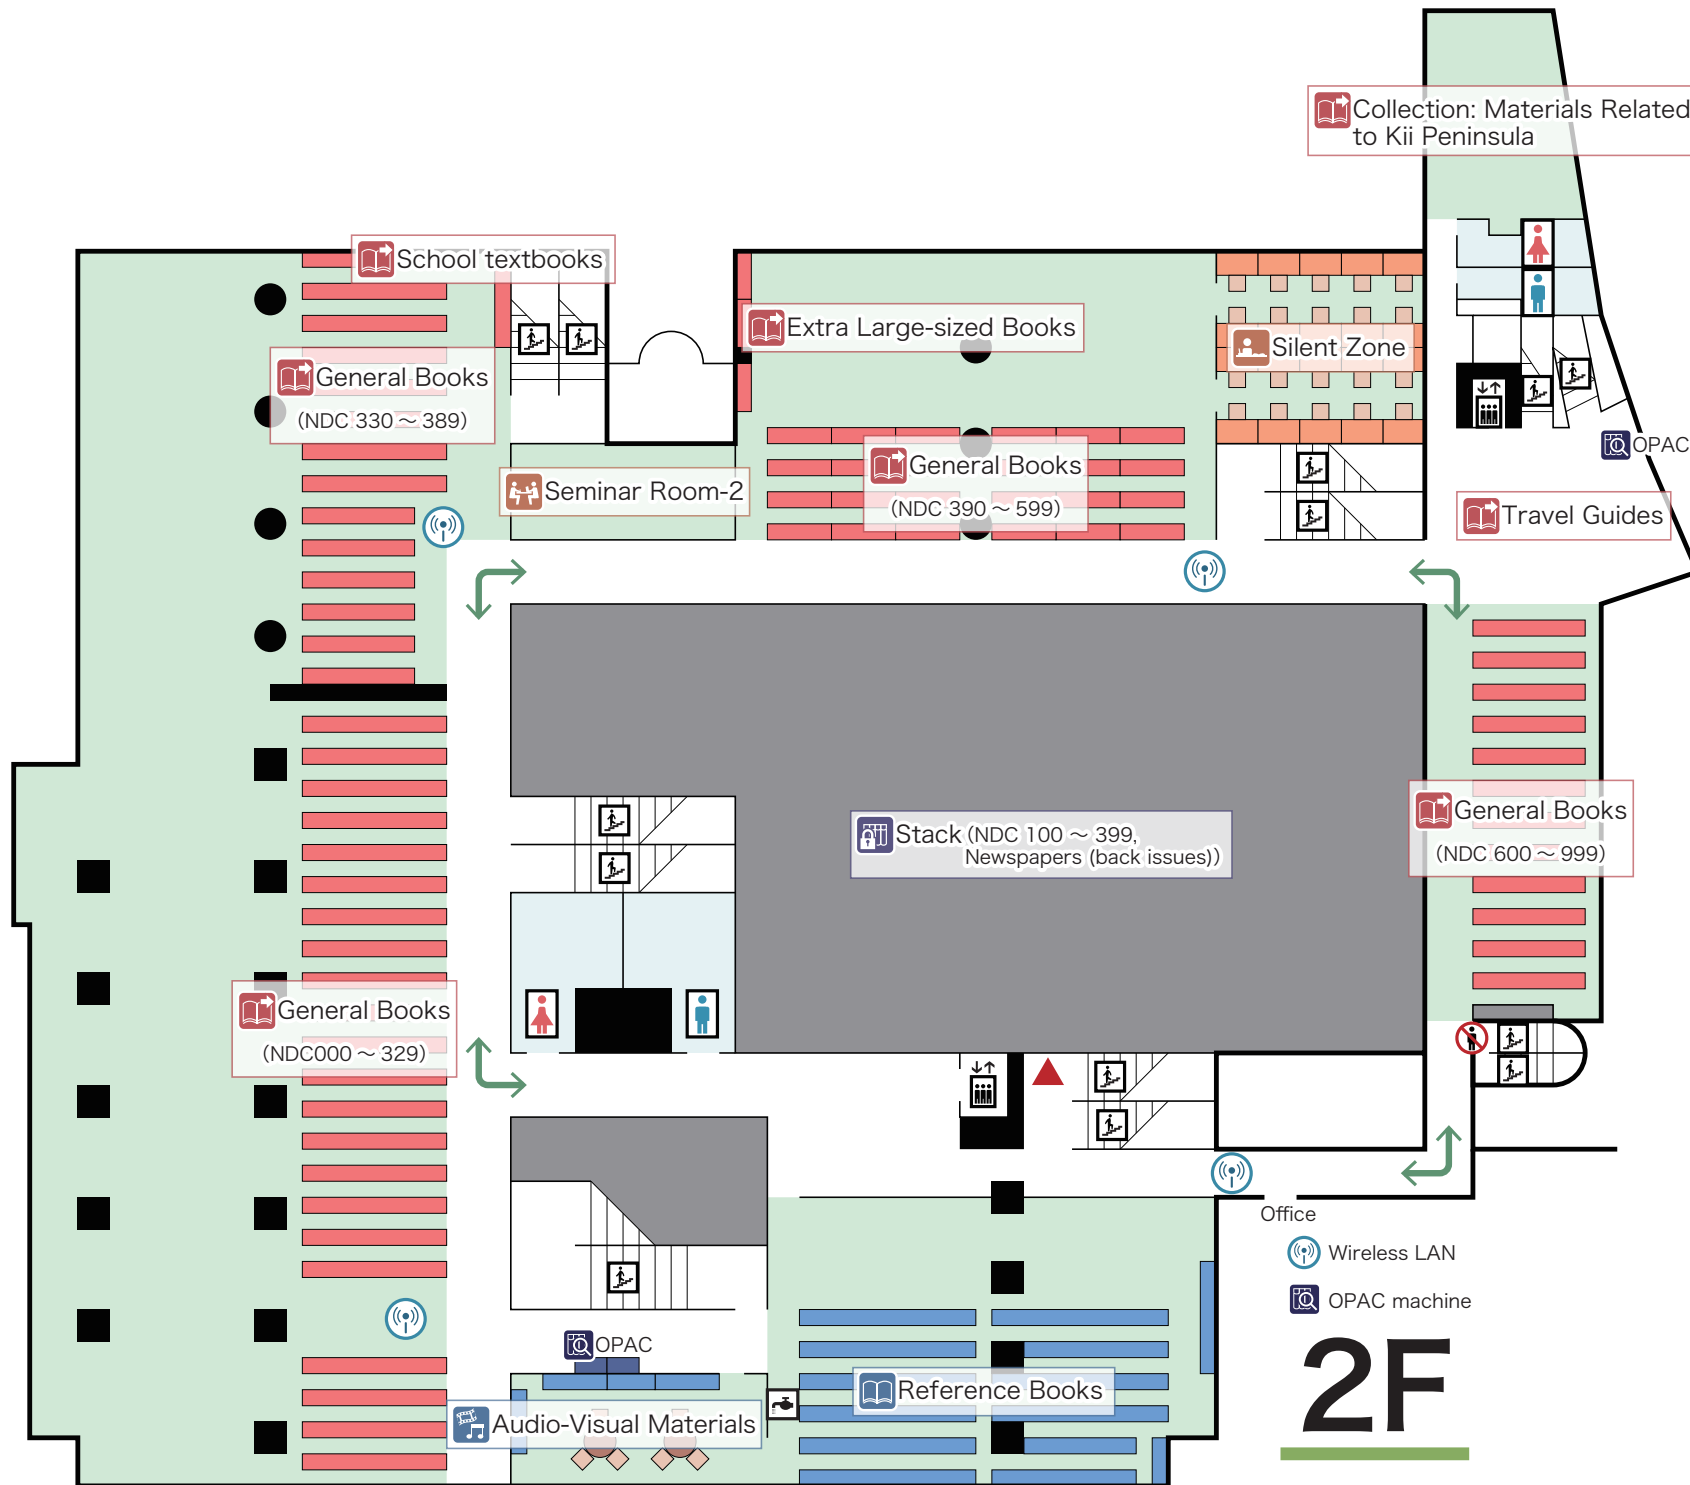 Collection: Materials Related
to Kii Peninsula
School textbooks
Extra Large-sized Books
Silent Zone
General Books
(NDC 330 ~ 389)
OPAC
General Books
(NDC 390 ~ 599)
Seminar Room-2
Travel Guides
General Books
(NDC 600 ~ 999)
Stack (NDC 100 ~ 399,
Newspapers (back issues))
General Books
(NDC000 ~ 329)
Office
Wireless LAN
OPAC machine
OPAC
2F
Reference Books
Audio-Visual Materials